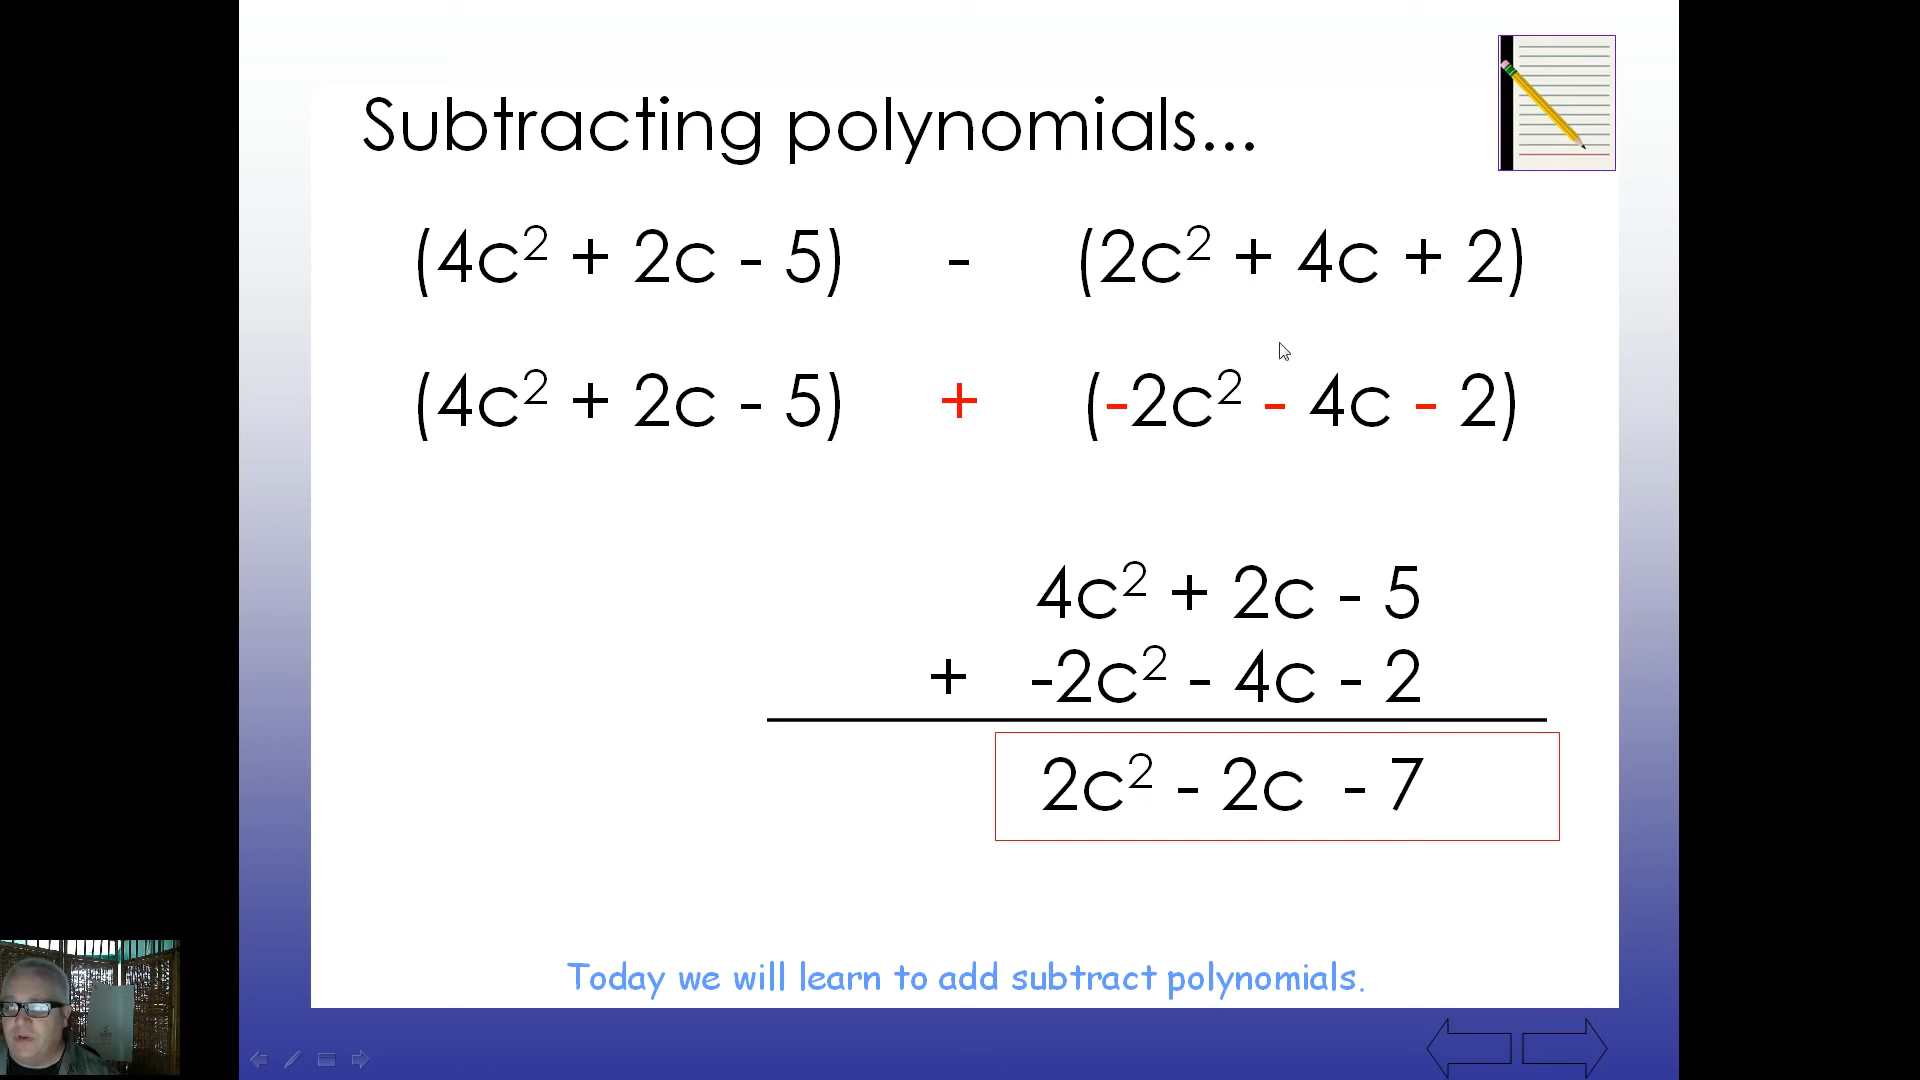 Subtracting polynomials...
(4c² + 2c - 5) - (2c² + 4c + 2)
(4c² + 2c - 5) + (-2c² - 4c - 2)
4c² + 2c - 5
+ -2c² - 4c - 2
2c² - 2c - 7
Today we will learn to add subtract polynomials.